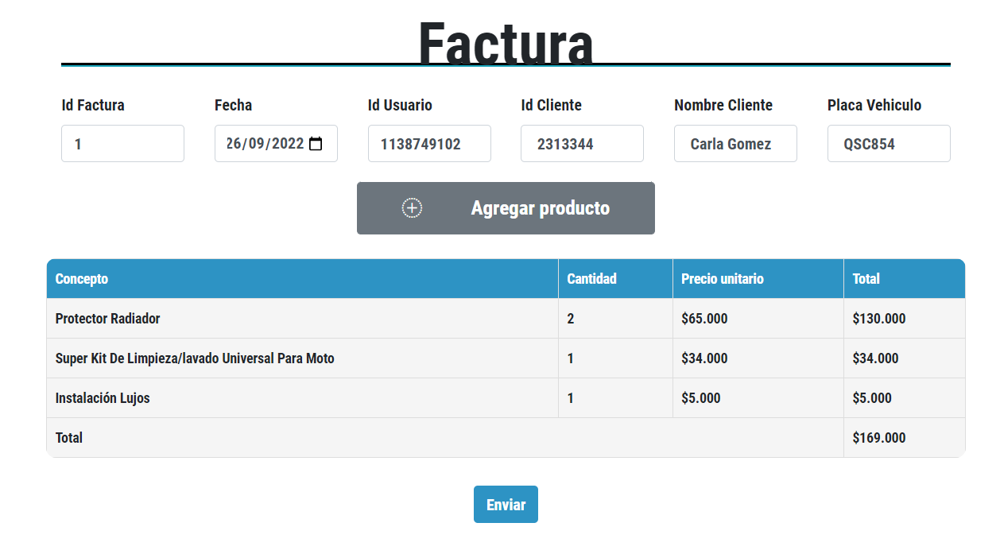 Factura
Id Factura Fecha Id Usuario Id Cliente Nombre Cliente Placa Vehiculo
1 26/09/2022 1138749102 2313344 Carla Gomez QSC854
Agregar producto
Concepto Cantidad Precio unitario Total
Protector Radiador 2 $65.000 $130.000
Super Kit De Limpieza/lavado Universal Para Moto 1 $34.000 $34.000
Instalación Lujos 1 $5.000 $5.000
Total $169.000
Enviar